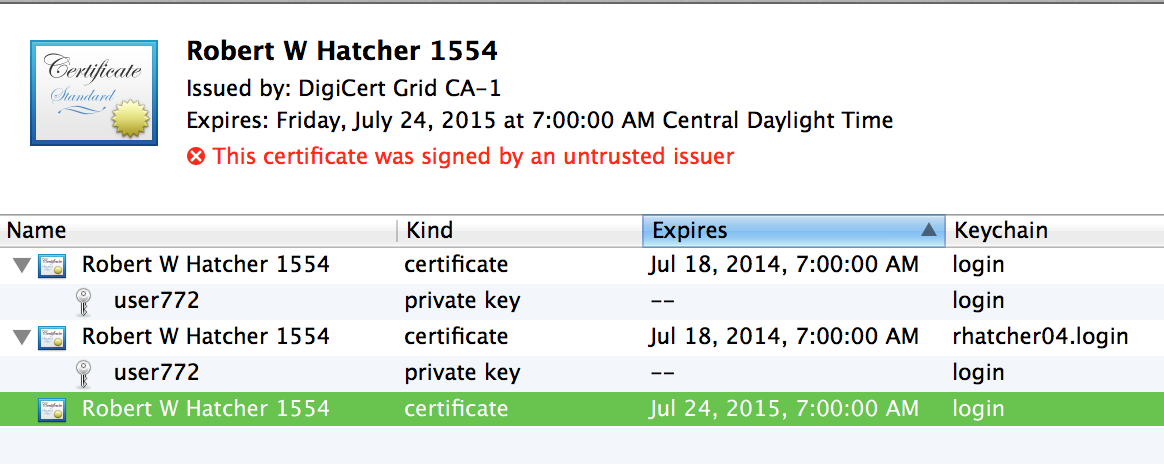 Certificate
Standard
Robert W Hatcher 1554
Issued by: DigiCert Grid CA-1
Expires: Friday, July 24, 2015 at 7:00:00 AM Central Daylight Time
This certificate was signed by an untrusted issuer
Name Kind Expires Keychain
Robert W Hatcher 1554 certificate Jul 18, 2014, 7:00:00 AM login
user772 private key -- login
Robert W Hatcher 1554 certificate Jul 18, 2014, 7:00:00 AM rhatcher04.login
user772 private key -- login
Robert W Hatcher 1554 certificate Jul 24, 2015, 7:00:00 AM login